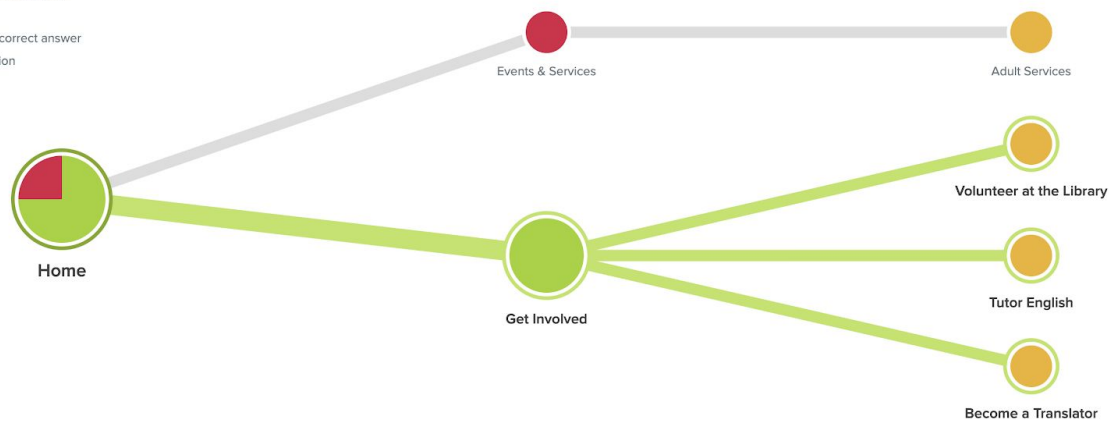 correct answer
ion
Events & Services
Adult Services
Volunteer at the Library
Home
Tutor English
Get Involved
Become a Translator